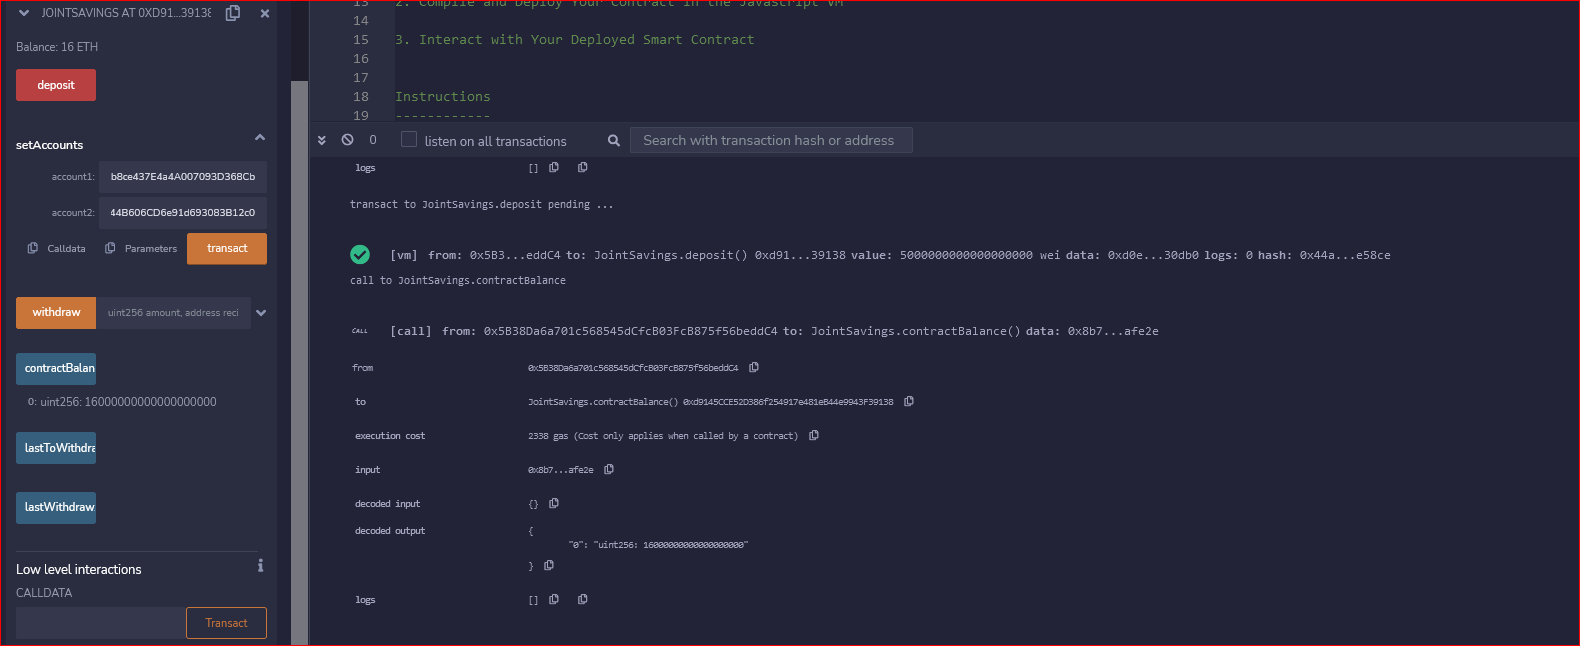 JOINTSAVINGS AT 0XD91...39138
Balance: 16 ETH
deposit
setAccounts
account1: b8ce437E4a4A007093D368Cb
account2: 44B606CD6e91d693083B12c0
Calldata Parameters transact
withdraw uint256 amount, address reci
contractBalan
0: uint256: 16000000000000000000
lastToWithdra
lastWithdraw
Low level interactions
CALLDATA
Transact
13 2. Compile and Deploy Your Contract in the JavaScript VM
14
15 3. Interact with Your Deployed Smart Contract
16
17
18 Instructions
19 ------------
0 listen on all transactions Search with transaction hash or address
logs []
transact to JointSavings.deposit pending ...
[vm] from: 0x5B3...eddC4 to: JointSavings.deposit() 0xd91...39138 value: 5000000000000000000 wei data: 0xd0e...30db0 logs: 0 hash: 0x44a...e58ce
call to JointSavings.contractBalance
CALL [call] from: 0x5B38Da6a701c568545dCfcB03FcB875f56beddC4 to: JointSavings.contractBalance() data: 0x8b7...afe2e
from 0x5B38Da6a701c568545dCfcB03FcB875f56beddC4
to JointSavings.contractBalance() 0xd9145CCE52D386f254917e481eB44e9943F39138
execution cost 2338 gas (Cost only applies when called by a contract)
input 0x8b7...afe2e
decoded input {}
decoded output {
"0": "uint256: 16000000000000000000"
}
logs []